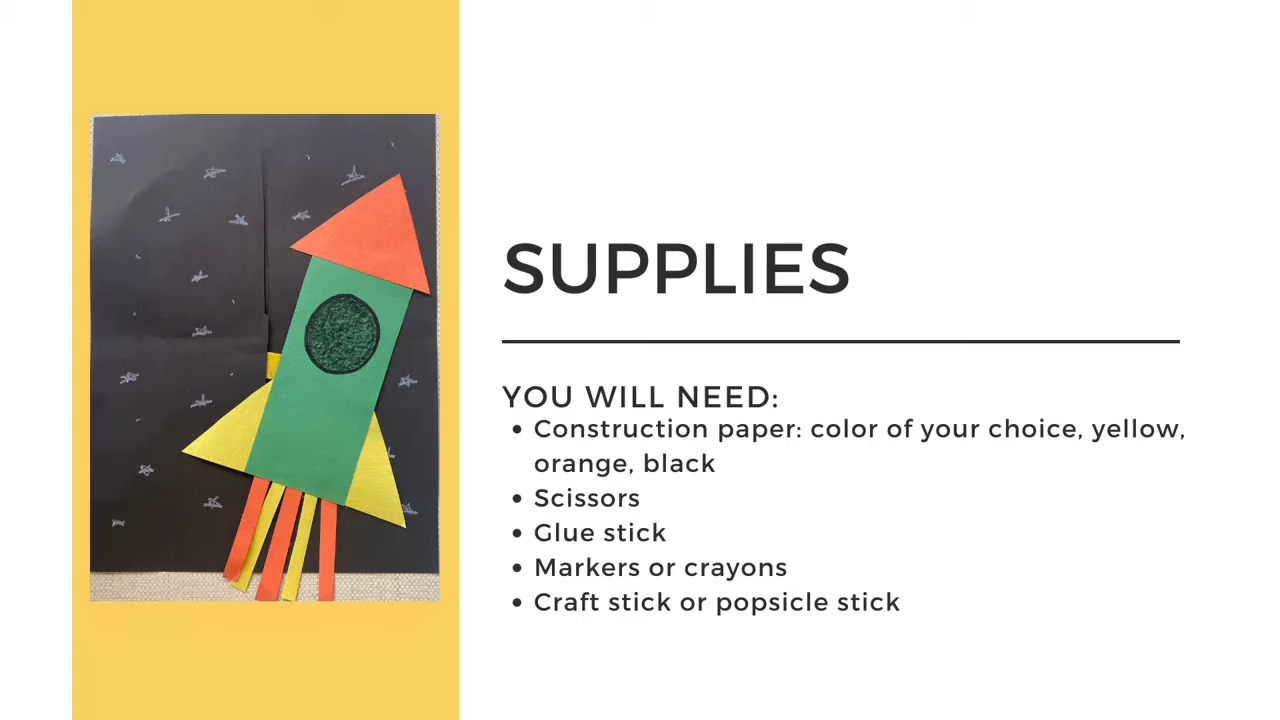 SUPPLIES
YOU WILL NEED:
• Construction paper: color of your choice, yellow,
orange, black
• Scissors
• Glue stick
• Markers or crayons
• Craft stick or popsicle stick